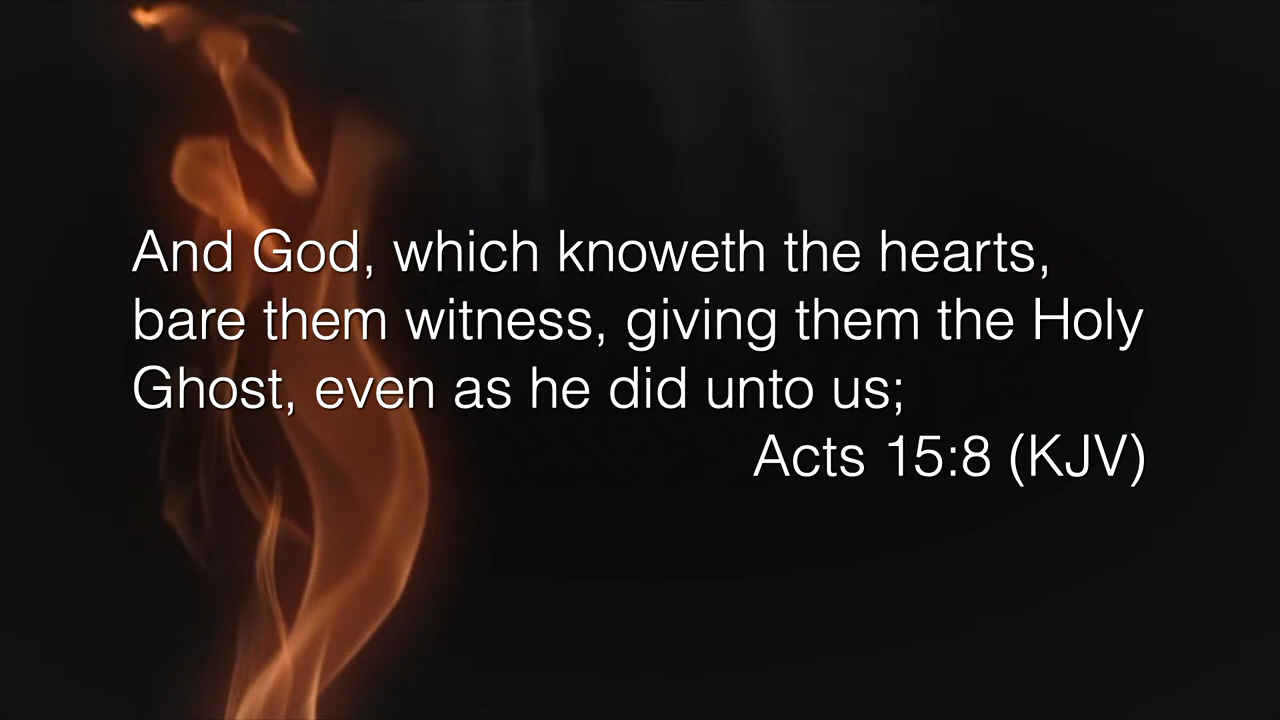 And God, which knoweth the hearts,
bare them witness, giving them the Holy
Ghost, even as he did unto us;
Acts 15:8 (KJV)